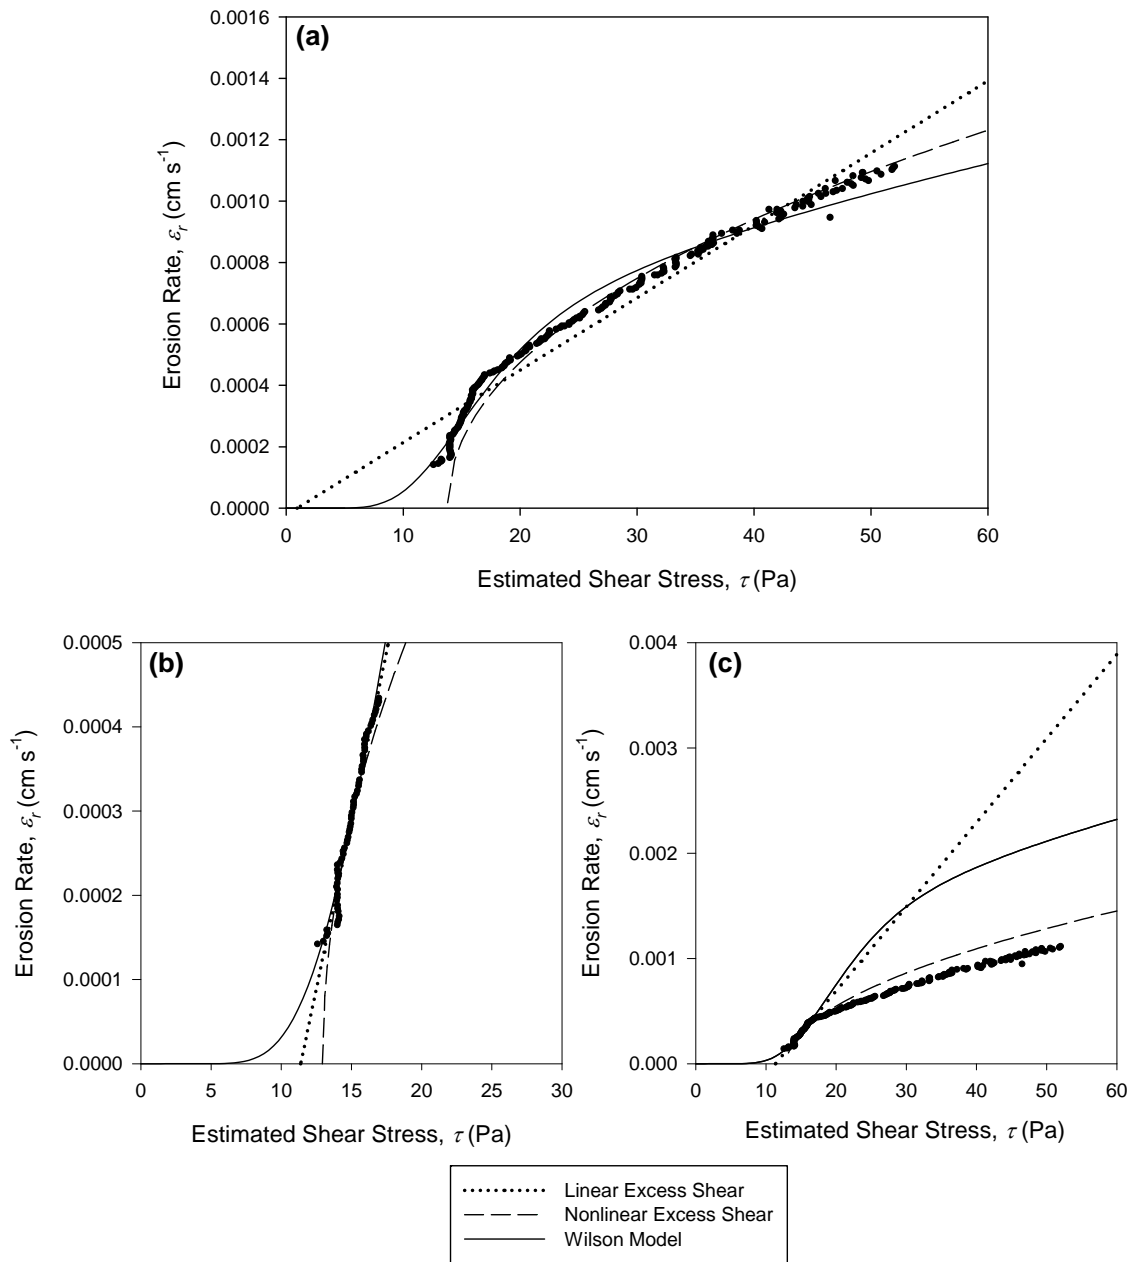 (a)
0.0016
0.0014
0.0012
0.0010
0.0008
0.0006
0.0004
0.0002
0.0000
Erosion Rate, εr (cm s-1)
0 10 20 30 40 50 60
Estimated Shear Stress, τ (Pa)
(b)
0.0005
0.0004
0.0003
0.0002
0.0001
0.0000
Erosion Rate, εr (cm s-1)
0 5 10 15 20 25 30
Estimated Shear Stress, τ (Pa)
(c)
0.004
0.003
0.002
0.001
0.000
Erosion Rate, εr (cm s-1)
0 10 20 30 40 50 60
Estimated Shear Stress, τ (Pa)
Linear Excess Shear
Nonlinear Excess Shear
Wilson Model